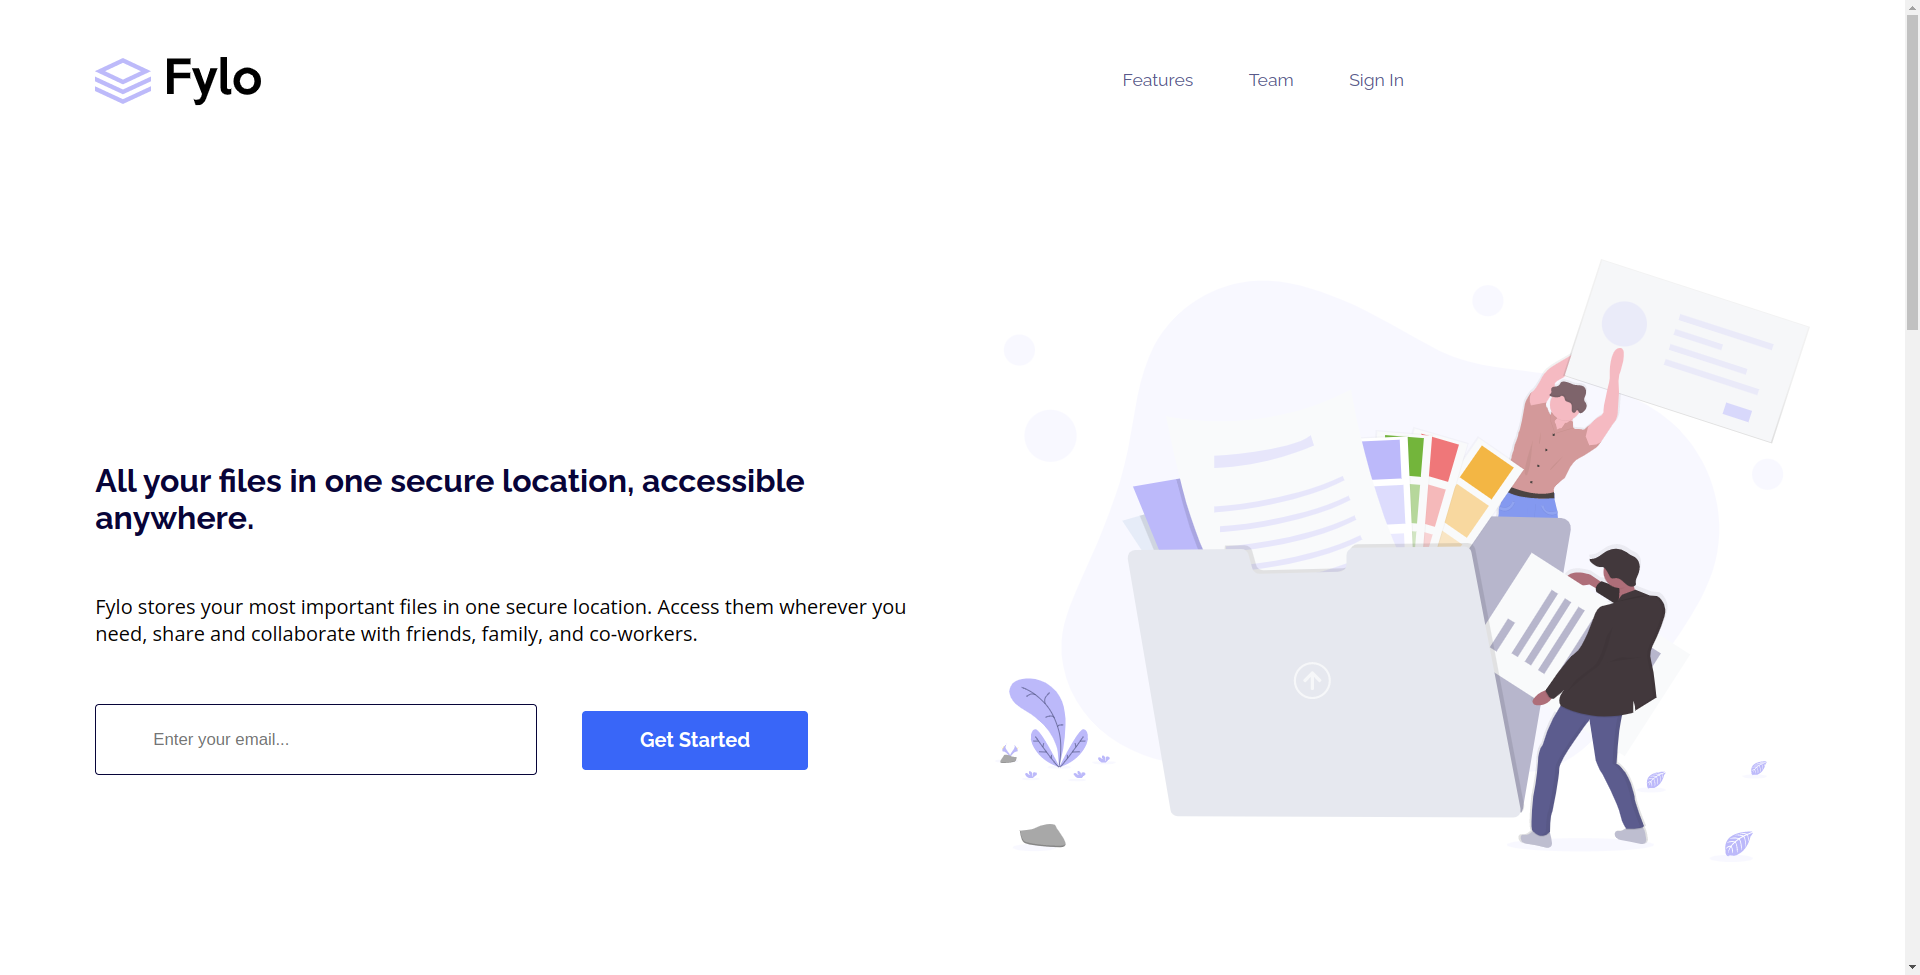 Fylo
Features
Team
Sign In
All your files in one secure location, accessible
anywhere.
Fylo stores your most important files in one secure location. Access them wherever you
need, share and collaborate with friends, family, and co-workers.
Enter your email...
Get Started